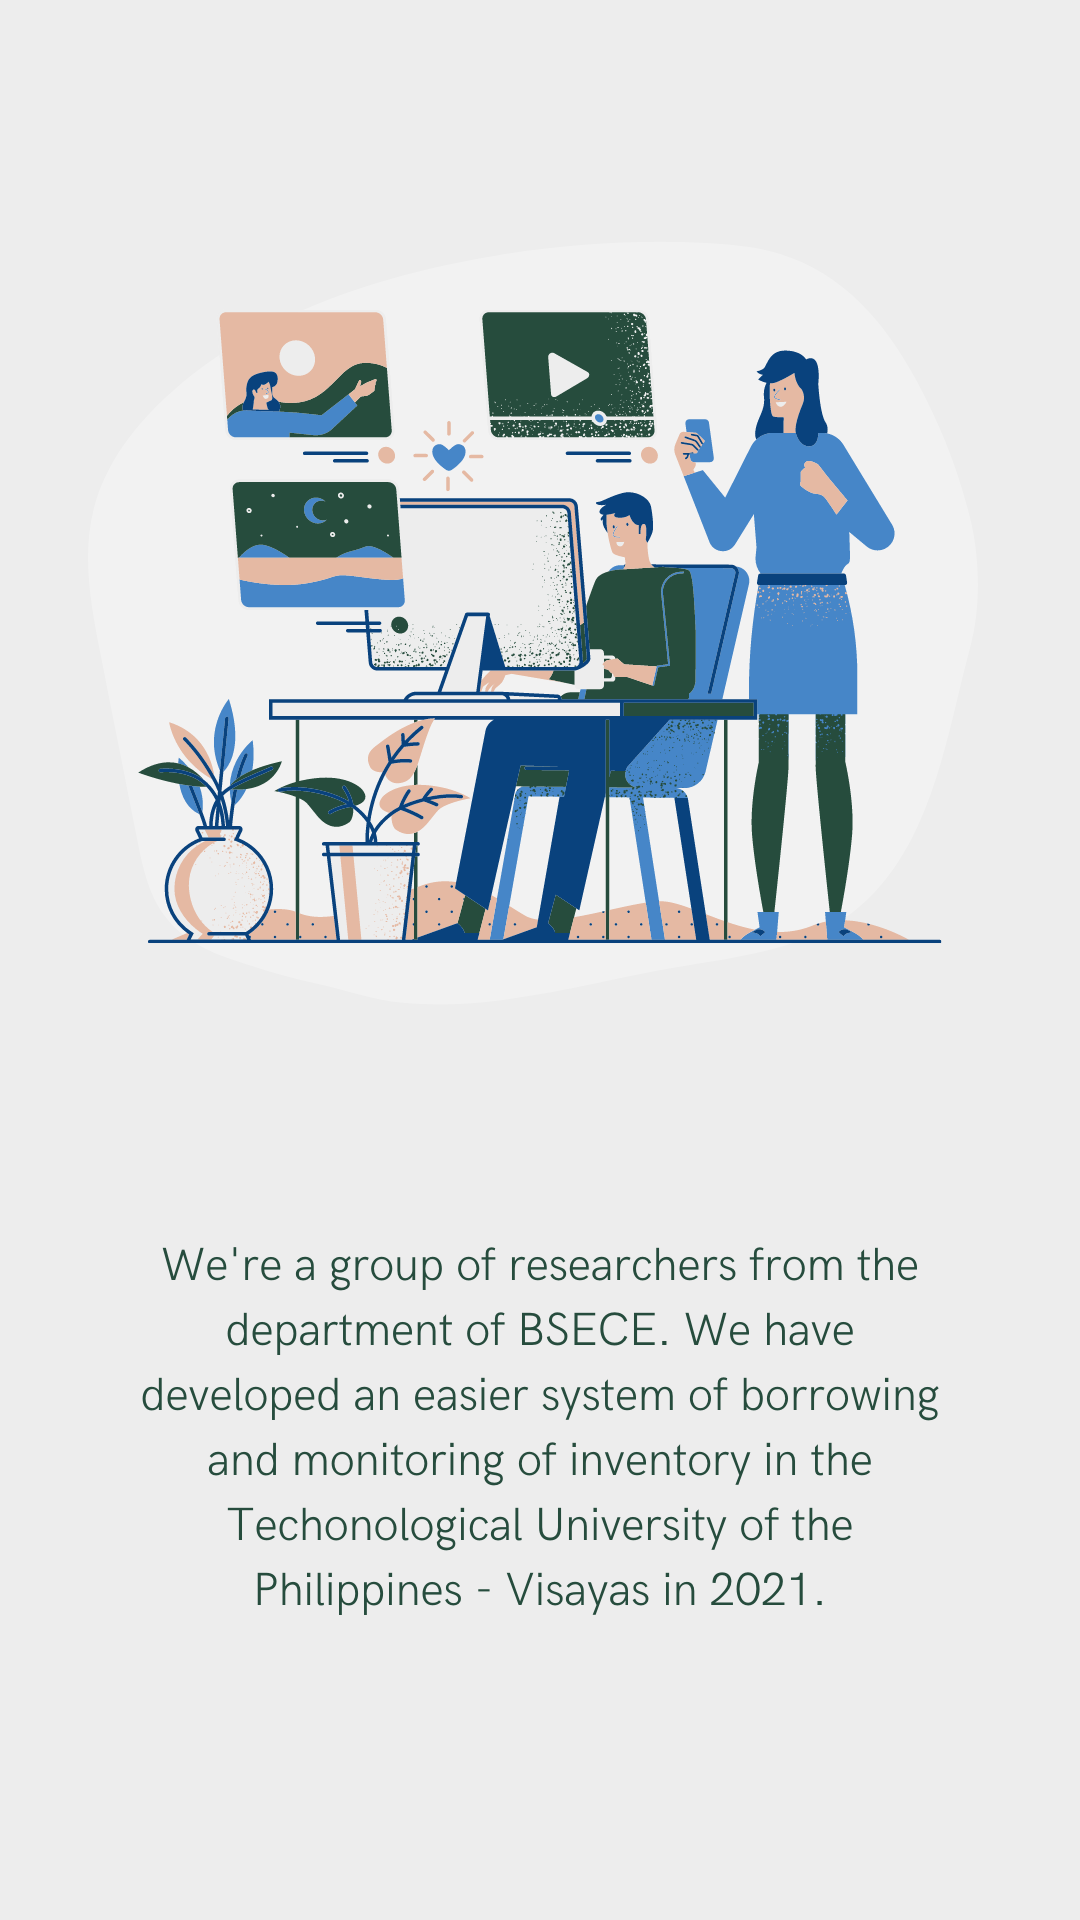 We're a group of researchers from the
department of BSECE. We have
developed an easier system of borrowing
and monitoring of inventory in the
Techonological University of the
Philippines - Visayas in 2021.